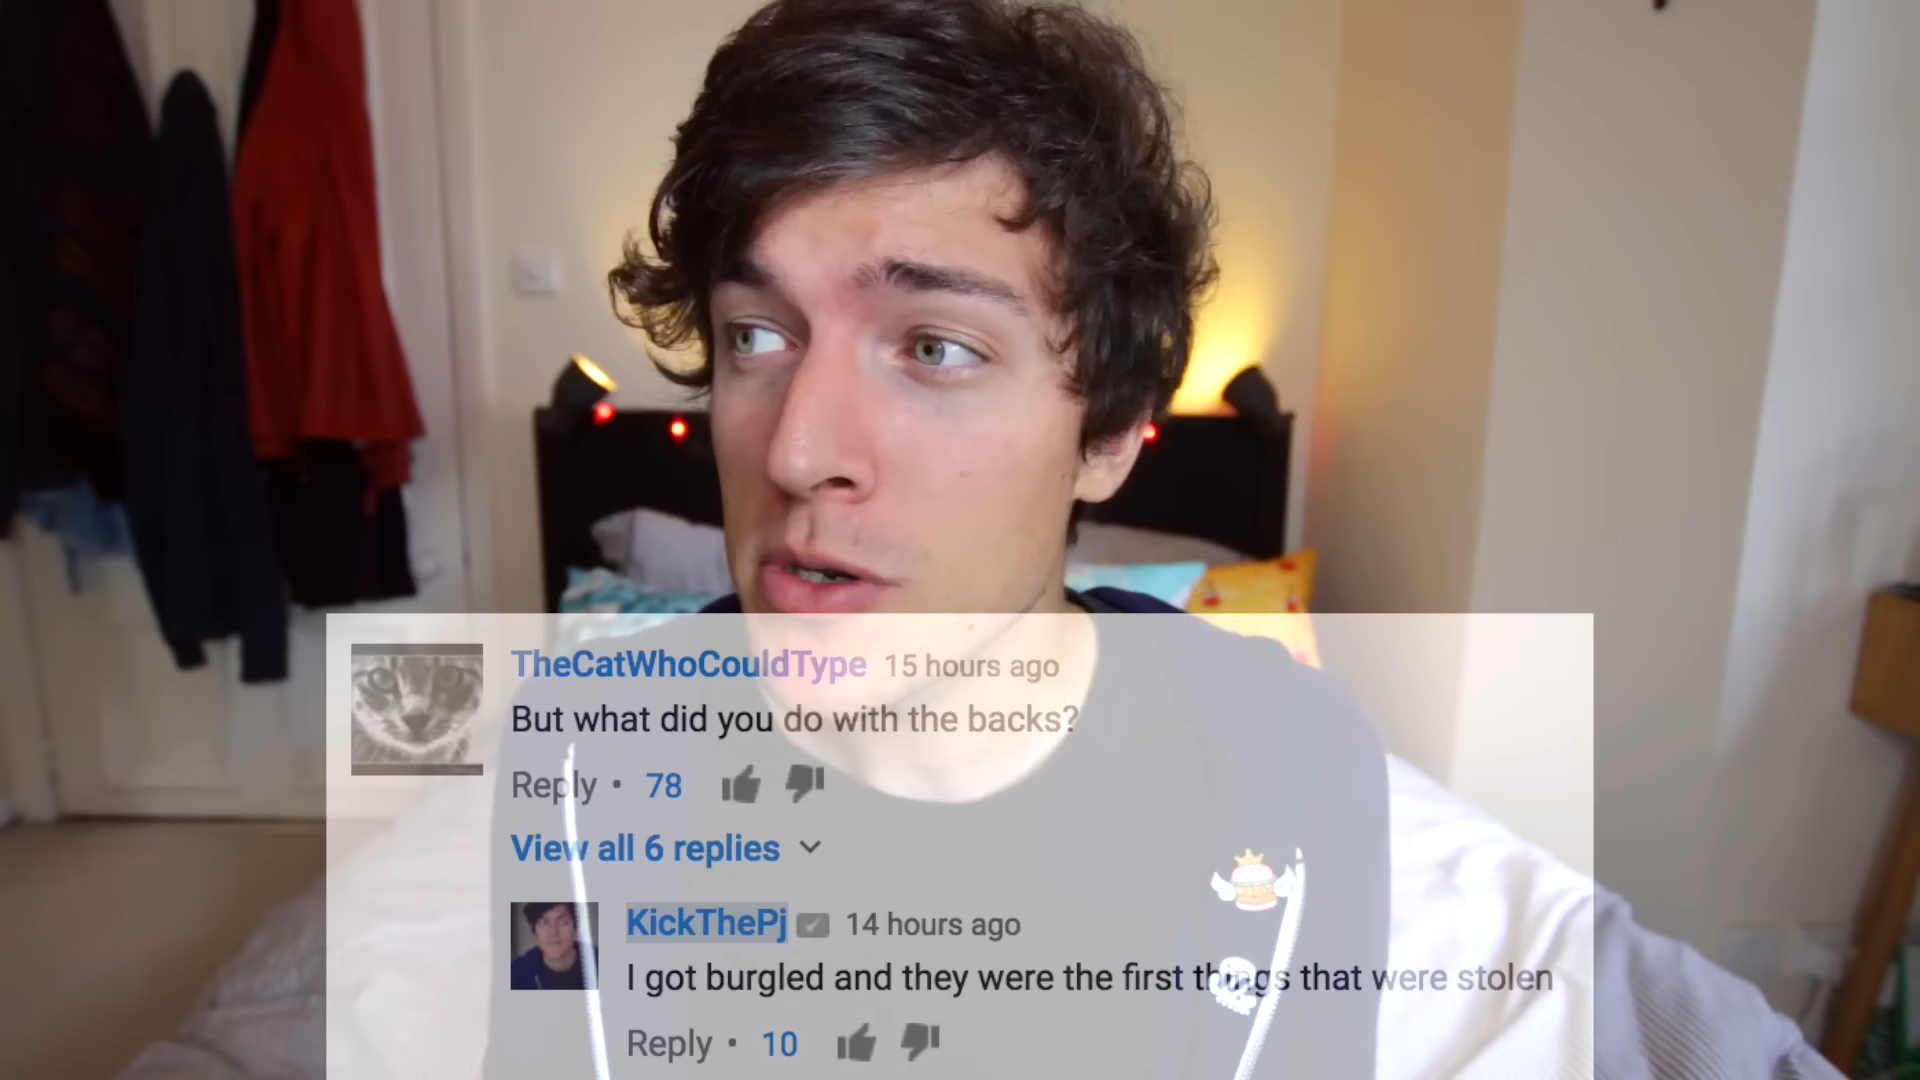 TheCatWhoCouldType 15 hours ago
But what did you do with the backs?
Reply • 78
View all 6 replies
KickThePj 14 hours ago
I got burgled and they were the first things that were stolen
Reply • 10